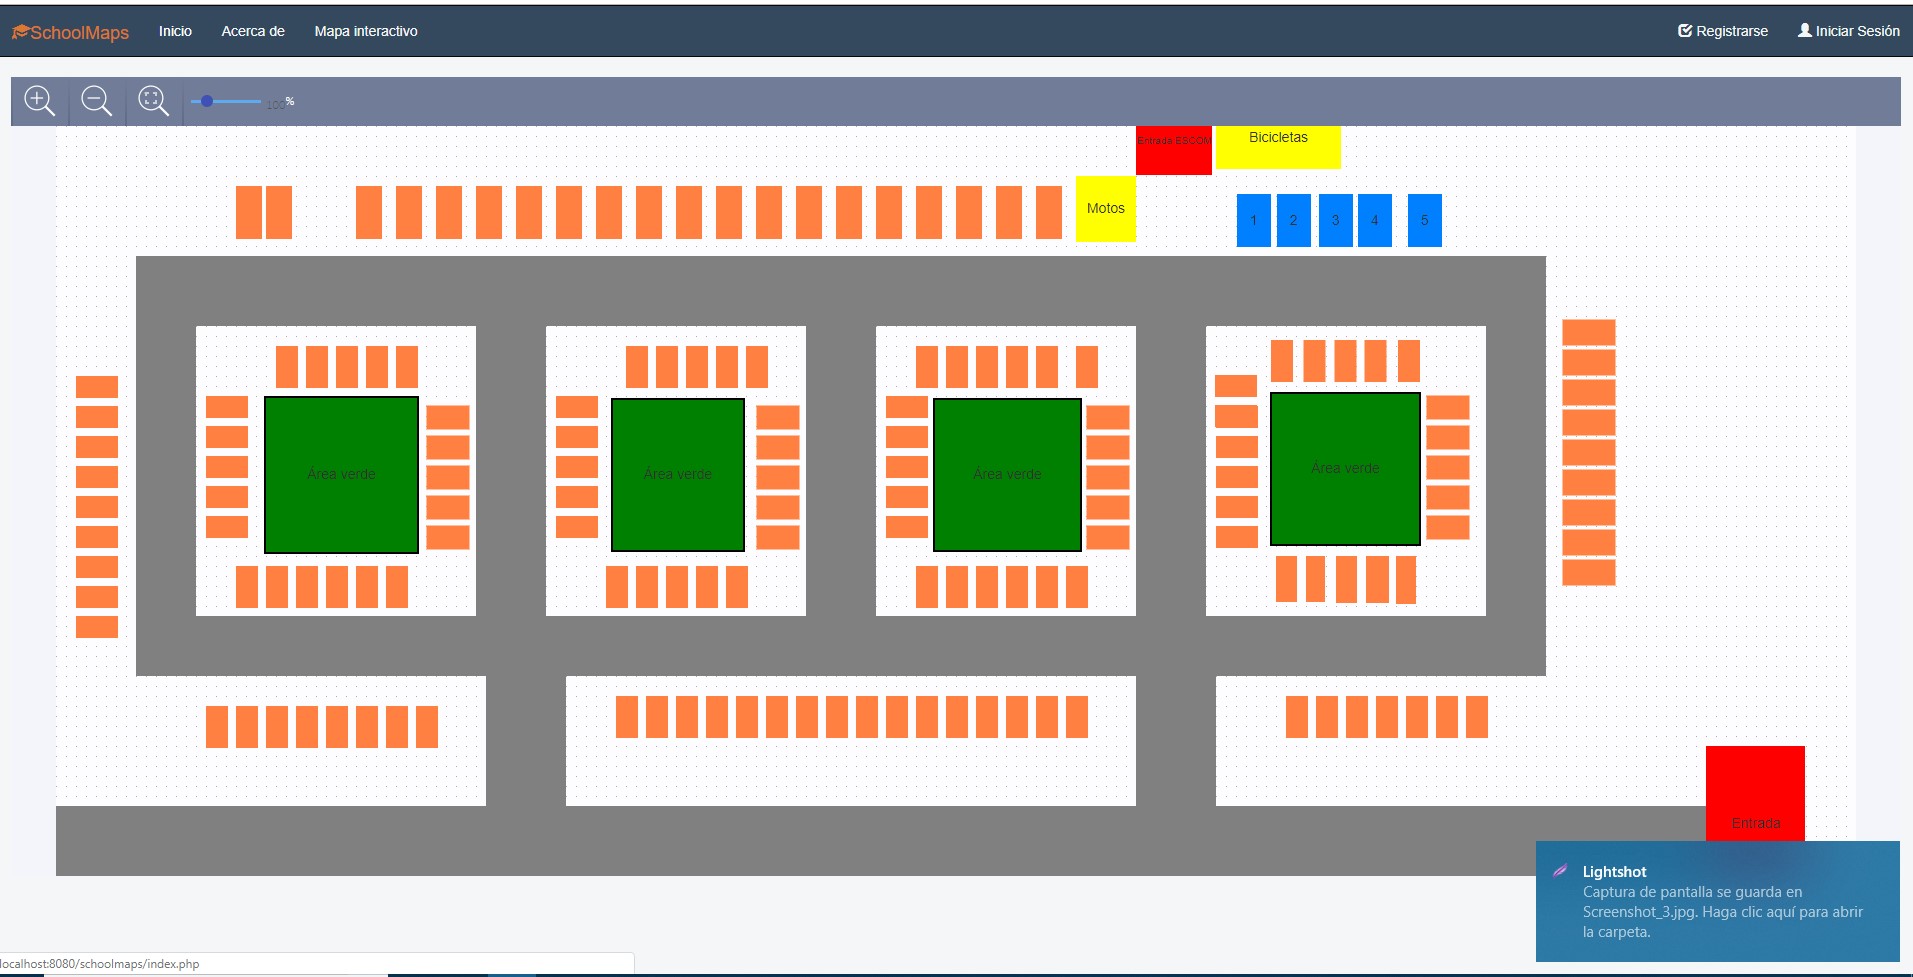 SchoolMaps Inicio Acerca de Mapa interactivo Registrarse Iniciar Sesión
100%
Entrada ESCOM
Bicicletas
Motos
1 2 3 4 5
Área verde Área verde Área verde Área verde
Entrada
Lightshot
Captura de pantalla se guarda en
Screenshot_3.jpg. Haga clic aquí para abrir
la carpeta.
localhost:8080/schoolmaps/index.php